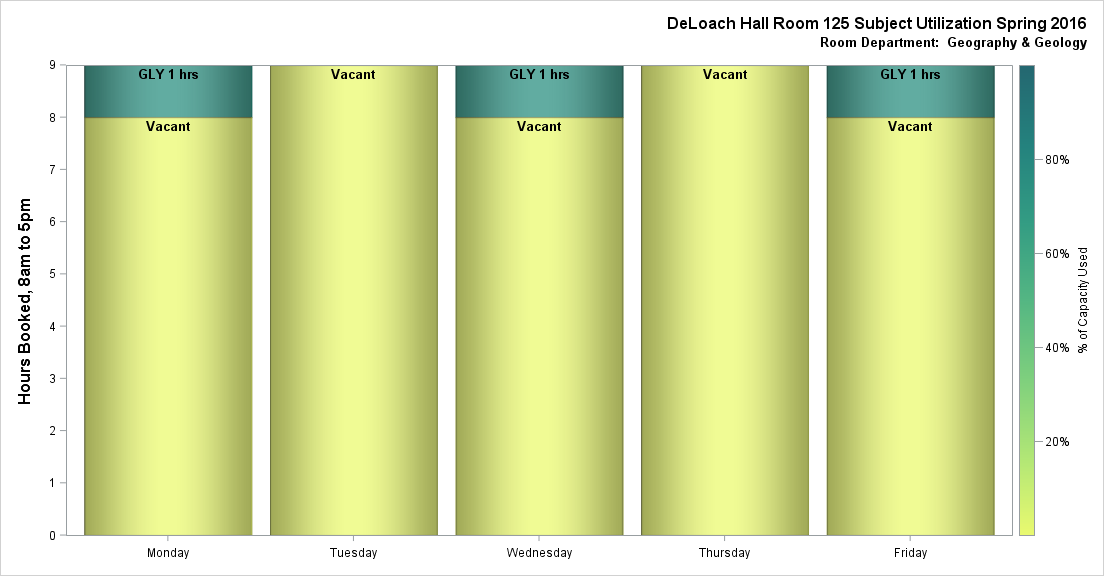 DeLoach Hall Room 125 Subject Utilization Spring 2016
Room Department:  Geography & Geology
Hours Booked, 8am to 5pm
9
8
7
6
5
4
3
2
1
0
GLY 1 hrs
Vacant
Vacant
GLY 1 hrs
Vacant
Vacant
GLY 1 hrs
Vacant
Monday
Tuesday
Wednesday
Thursday
Friday
80%
60%
40%
20%
% of Capacity Used